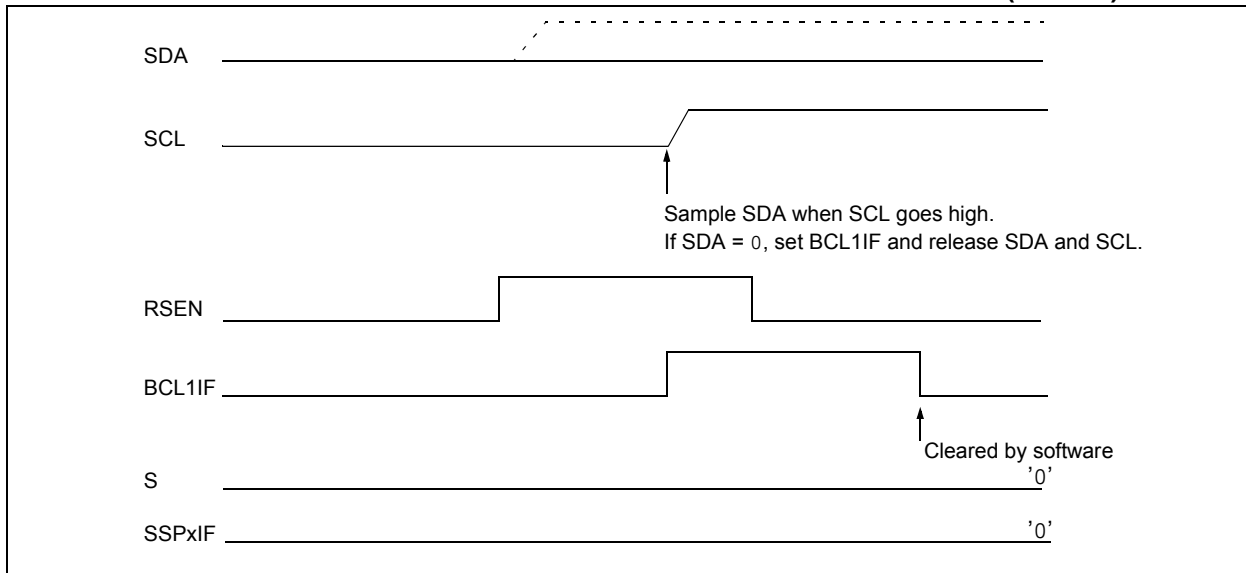 SDA
SCL
Sample SDA when SCL goes high.
If SDA = 0, set BCL1IF and release SDA and SCL.
RSEN
BCL1IF
Cleared by software
S
'0'
SSPxIF
'0'